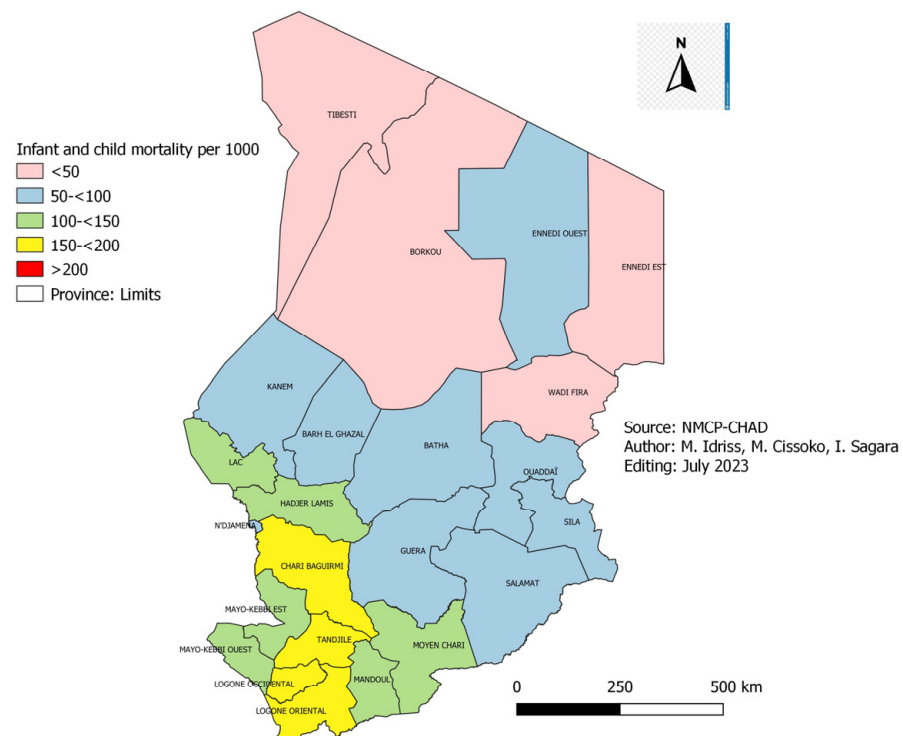 N
TIBESTI
Infant and child mortality per 1000
<50
50-<100
100-<150
150-<200
>200
Province: Limits
ENNEDI OUEST
BORKOU
ENNEDI EST
KANEM
WADI FIRA
BARH EL GHAZAL
BATHA
Source: NMCP-CHAD
Author: M. Idriss, M. Cissoko, I. Sagara
Editing: July 2023
LAC
OUADDAÏ
HADJER LAMIS
N'DJAMENA
SILA
GUERA
CHARI BAGUIRMI
SALAMAT
MAYO-KEBBI EST
TANDJILE
MOYEN CHARI
MAYO-KEBBI OUEST
MANDOUL
LOGONE OCCIDENTAL
LOGONE ORIENTAL
0 250 500 km